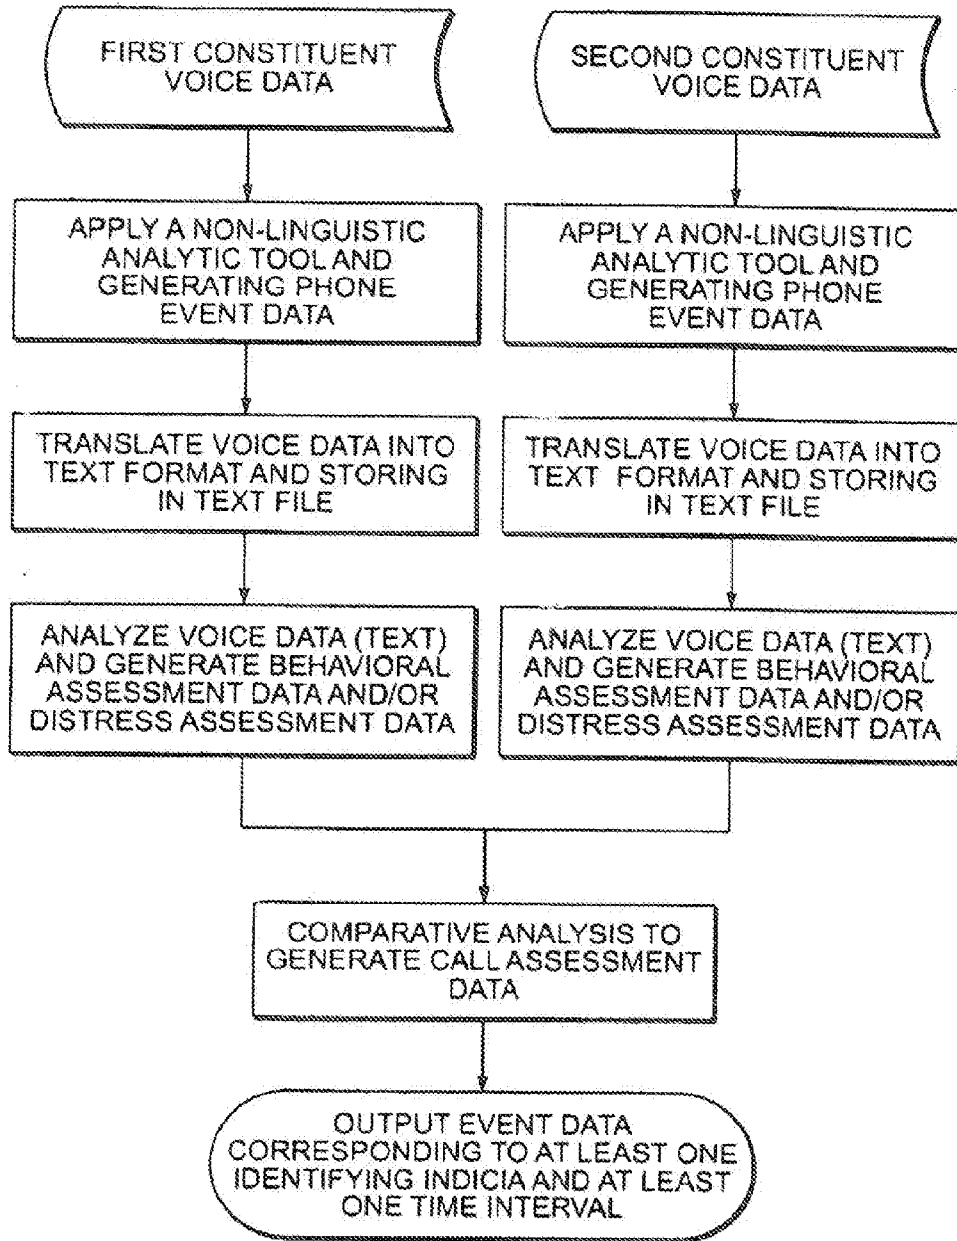 FIRST CONSTITUENT
VOICE DATA
SECOND CONSTITUENT
VOICE DATA
APPLY A NON-LINGUISTIC
ANALYTIC TOOL AND
GENERATING PHONE
EVENT DATA
APPLY A NON-LINGUISTIC
ANALYTIC TOOL AND
GENERATING PHONE
EVENT DATA
TRANSLATE VOICE DATA INTO
TEXT FORMAT AND STORING
IN TEXT FILE
TRANSLATE VOICE DATA INTO
TEXT FORMAT AND STORING
IN TEXT FILE
ANALYZE VOICE DATA (TEXT)
AND GENERATE BEHAVIORAL
ASSESSMENT DATA AND/OR
DISTRESS ASSESSMENT DATA
ANALYZE VOICE DATA (TEXT)
AND GENERATE BEHAVIORAL
ASSESSMENT DATA AND/OR
DISTRESS ASSESSMENT DATA
COMPARATIVE ANALYSIS TO
GENERATE CALL ASSESSMENT
DATA
OUTPUT EVENT DATA
CORRESPONDING TO AT LEAST ONE
IDENTIFYING INDICIA AND AT LEAST
ONE TIME INTERVAL